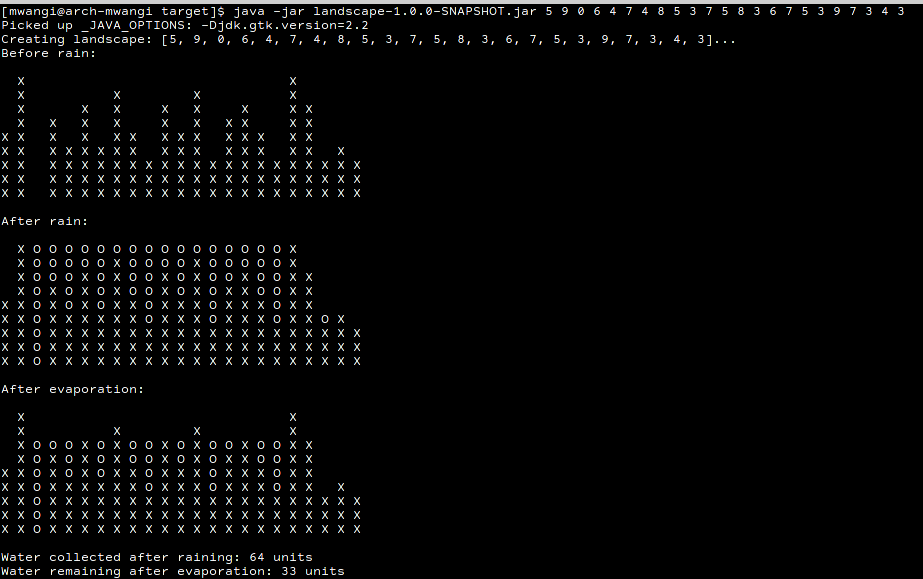 [mwangi@arch-mwangi target]$ java -jar landscape-1.0.0-SNAPSHOT.jar 5 9 0 6 4 7 4 8 5 3 7 5 8 3 6 7 5 3 9 7 3 4 3
Picked up _JAVA_OPTIONS: -Djdk.gtk.version=2.2
Creating landscape: [5, 9, 0, 6, 4, 7, 4, 8, 5, 3, 7, 5, 8, 3, 6, 7, 5, 3, 9, 7, 3, 4, 3]...
Before rain:
  X                                 X
  X           X         X           X
  X       X   X     X   X     X     X X
  X   X   X   X     X   X   X X     X X
X X   X   X   X X   X X X   X X X   X X
X X   X X X X X X   X X X   X X X   X X   X
X X   X X X X X X X X X X X X X X X X X X X X
X X   X X X X X X X X X X X X X X X X X X X X
X X   X X X X X X X X X X X X X X X X X X X X
After rain:
  X O O O O O O O O O O O O O O O O X
  X O O O O O X O O O O X O O O O O X
  X O O O X O X O O X O X O O X O O X X
  X O X O X O X O O X O X O X X O O X X
X X O X O X O X X O X X X O X X X O X X
X X O X X X X X X O X X X O X X X O X X O X
X X O X X X X X X X X X X X X X X X X X X X X
X X O X X X X X X X X X X X X X X X X X X X X
X X O X X X X X X X X X X X X X X X X X X X X
After evaporation:
  X                                 X
  X           X         X           X
  X O O O X O X O O X O X O O X O O X X
  X O X O X O X O O X O X O X X O O X X
X X O X O X O X X O X X X O X X X O X X
X X O X X X X X X O X X X O X X X O X X   X
X X O X X X X X X X X X X X X X X X X X X X X
X X O X X X X X X X X X X X X X X X X X X X X
X X O X X X X X X X X X X X X X X X X X X X X
Water collected after raining: 64 units
Water remaining after evaporation: 33 units